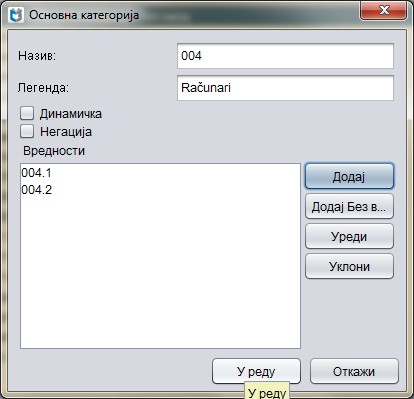 Основна категорија
Назив:
004
Легенда:
Računari
Динамичка
Негација
Вредности
004.1
004.2
Додај
Додај Без в...
Уреди
Уклони
У реду
Откажи
У реду